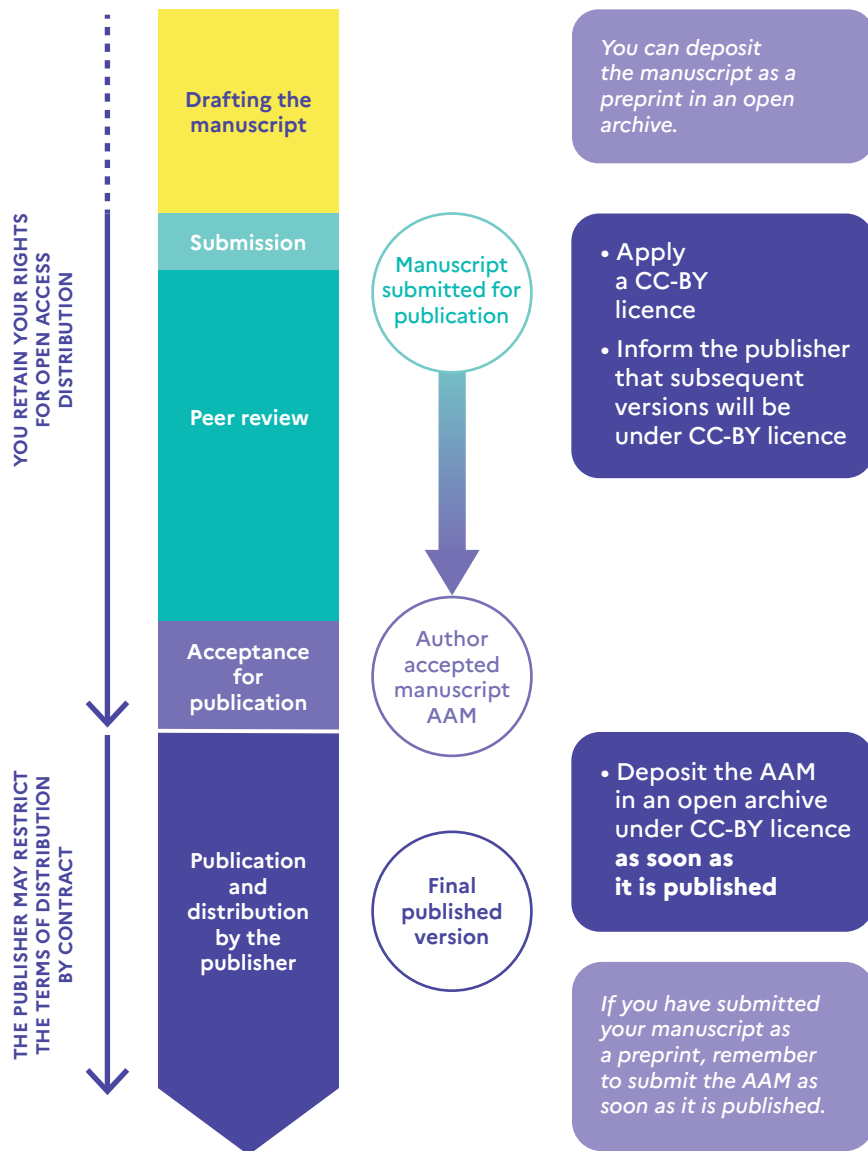 Drafting the
manuscript
You can deposit
the manuscript as a
preprint in an open
archive.
YOU RETAIN YOUR RIGHTS
FOR OPEN ACCESS
DISTRIBUTION
Submission
Manuscript
submitted for
publication
• Apply
a CC-BY
licence
• Inform the publisher
that subsequent
versions will be
under CC-BY licence
Peer review
Acceptance
for
publication
Author
accepted
manuscript
AAM
THE PUBLISHER MAY RESTRICT
THE TERMS OF DISTRIBUTION
BY CONTRACT
Publication
and
distribution
by the
publisher
Final
published
version
• Deposit the AAM
in an open archive
under CC-BY licence
as soon as
it is published
If you have submitted
your manuscript as
a preprint, remember
to submit the AAM as
soon as it is published.